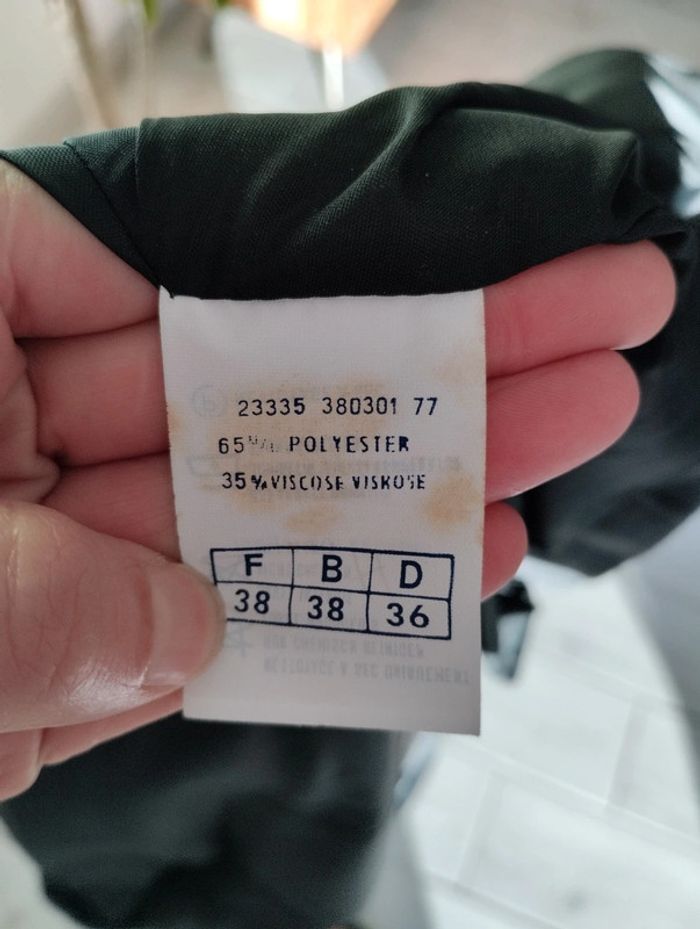 23335 380301 77
65% POLYESTER
35% VISCOSE VISKOSE
F B D
38 38 36